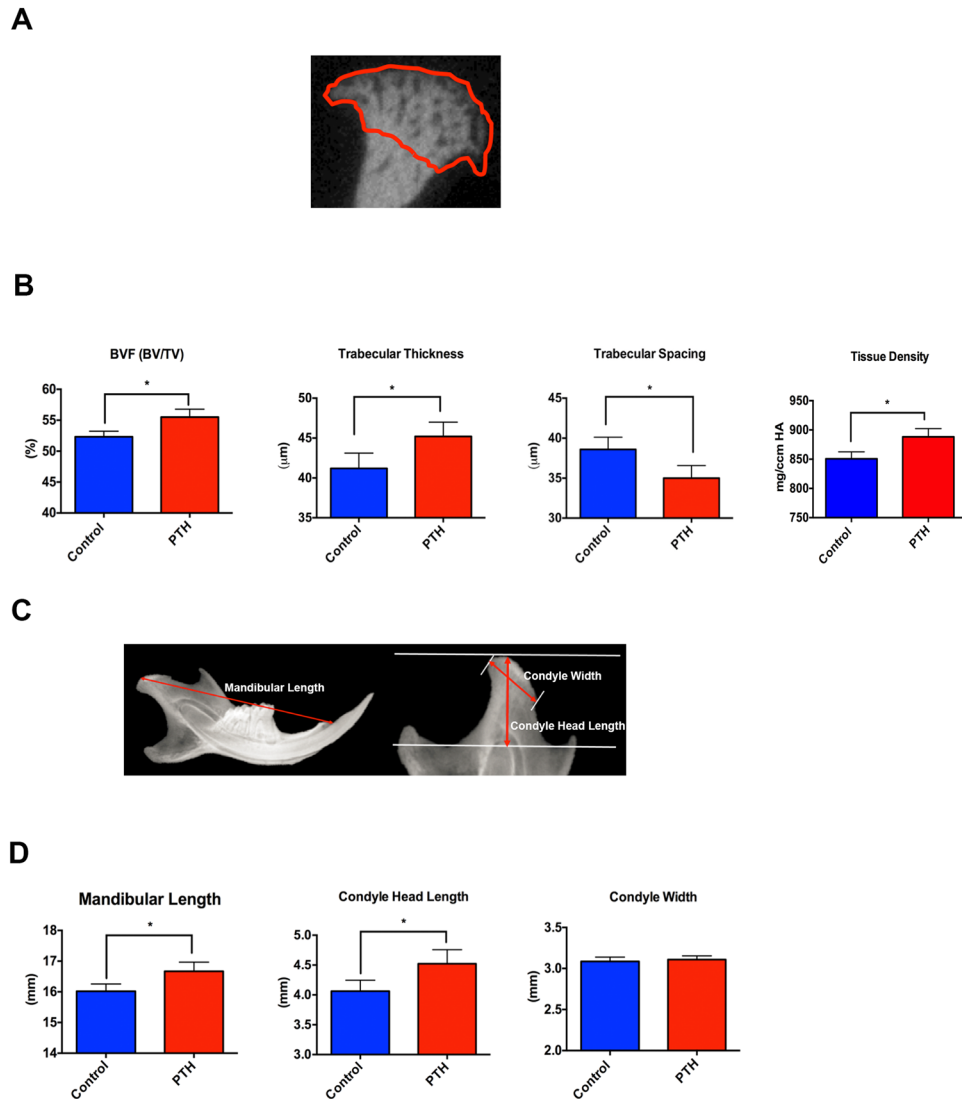 A
B
BVF (BV/TV)
60
55
50
45
40
(%)
*
Control
PTH
Trabecular Thickness
50
45
40
35
(μm)
*
Control
PTH
Trabecular Spacing
45
40
35
30
(μm)
*
Control
PTH
Tissue Density
950
900
850
800
750
mg/ccm HA
*
Control
PTH
C
Mandibular Length
Condyle Width
Condyle Head Length
D
Mandibular Length
18
17
16
15
14
(mm)
*
Control
PTH
Condyle Head Length
5.0
4.5
4.0
3.5
3.0
(mm)
*
Control
PTH
Condyle Width
3.5
3.0
2.5
2.0
(mm)
Control
PTH